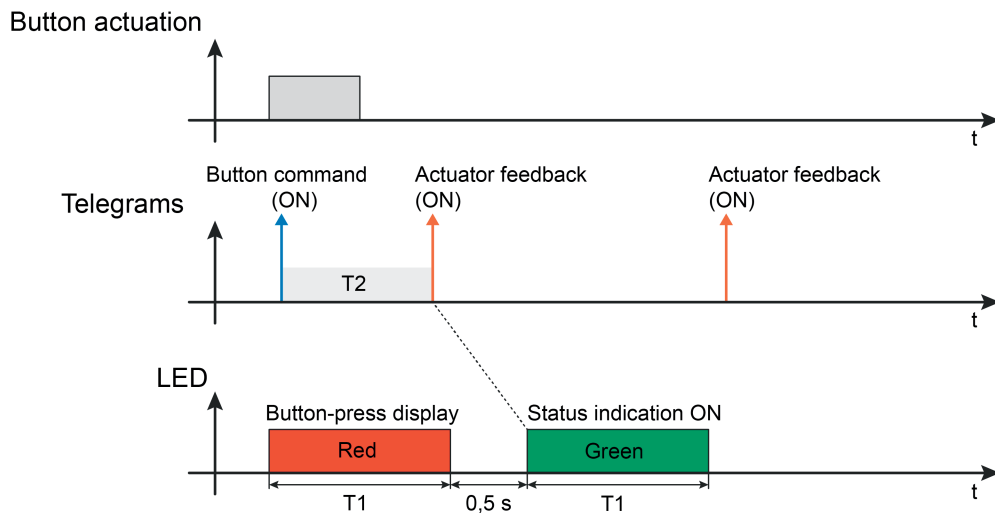 Button actuation
t
Button command
(ON)
Actuator feedback
(ON)
Actuator feedback
(ON)
Telegrams
T2
t
LED
Button-press display
Status indication ON
Red
Green
T1
0,5 s
T1
t